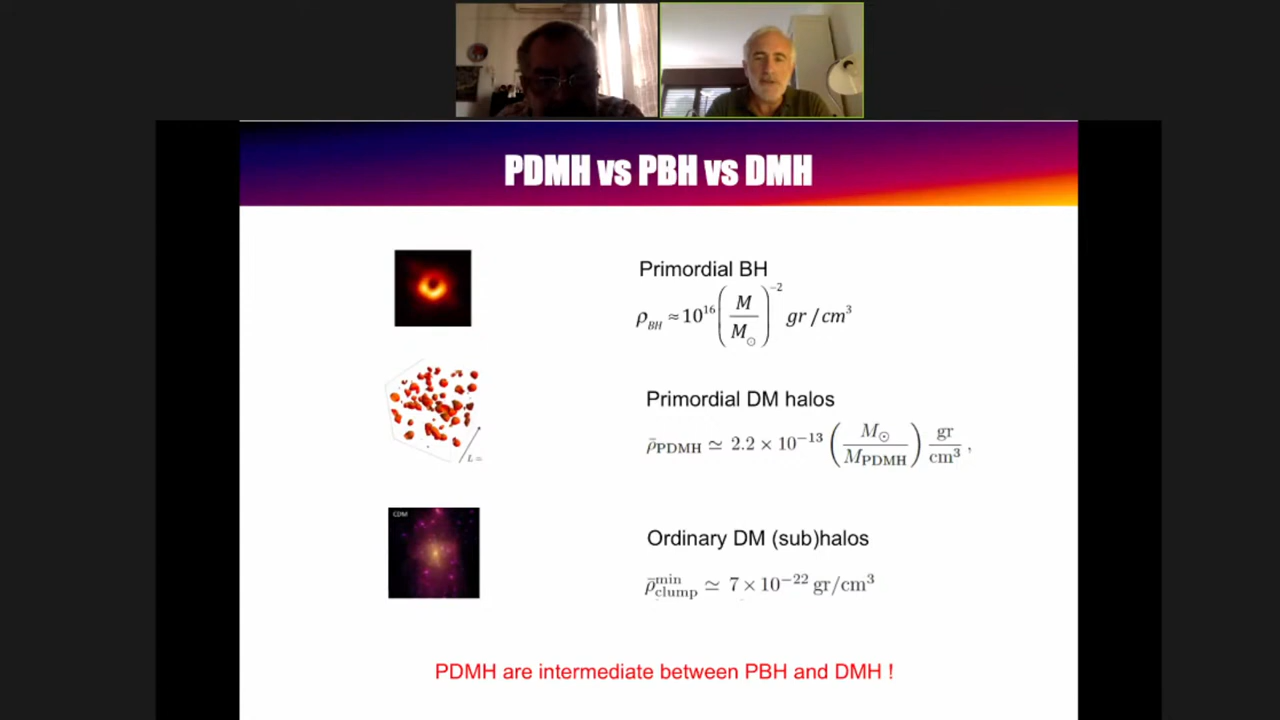 PDMH vs PBH vs DMH
Primordial BH
ρ_BH ≈ 10^16 (M / M_⊙)^−2 gr / cm^3
Primordial DM halos
ρ̄_PDMH ≃ 2.2 × 10^−13 (M_⊙ / M_PDMH) gr / cm^3 ,
L =
CDM
Ordinary DM (sub)halos
ρ̄^min_clump ≃ 7 × 10^−22 gr/cm^3
PDMH are intermediate between PBH and DMH !